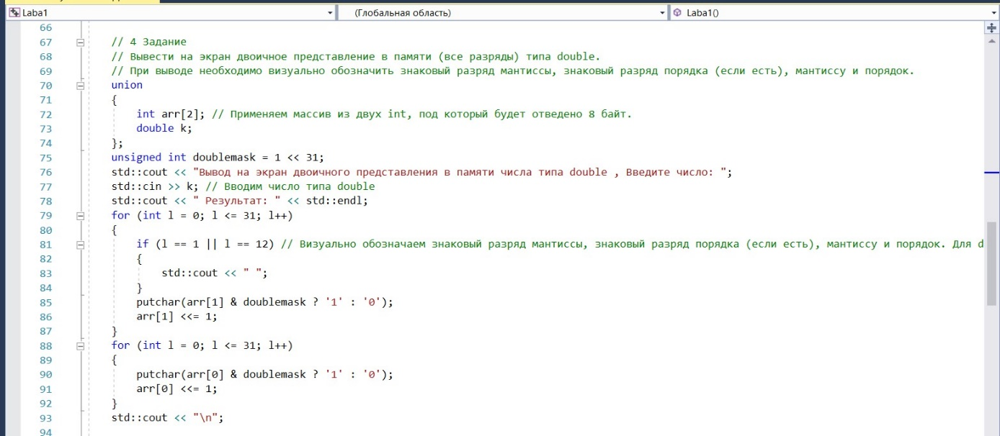 Laba1 (Глобальная область) Laba1()
66
67 // 4 Задание
68 // Вывести на экран двоичное представление в памяти (все разряды) типа double.
69 // При выводе необходимо визуально обозначить знаковый разряд мантиссы, знаковый разряд порядка (если есть), мантиссу и порядок.
70 union
71 {
72 int arr[2]; // Применяем массив из двух int, под который будет отведено 8 байт.
73 double k;
74 };
75 unsigned int doublemask = 1 << 31;
76 std::cout << "Вывод на экран двоичного представления в памяти числа типа double , Введите число: ";
77 std::cin >> k; // Вводим число типа double
78 std::cout << " Результат: " << std::endl;
79 for (int l = 0; l <= 31; l++)
80 {
81 if (l == 1 || l == 12) // Визуально обозначаем знаковый разряд мантиссы, знаковый разряд порядка (если есть), мантиссу и порядок. Для d
82 {
83 std::cout << " ";
84 }
85 putchar(arr[1] & doublemask ? '1' : '0');
86 arr[1] <<= 1;
87 }
88 for (int l = 0; l <= 31; l++)
89 {
90 putchar(arr[0] & doublemask ? '1' : '0');
91 arr[0] <<= 1;
92 }
93 std::cout << "\n";
94